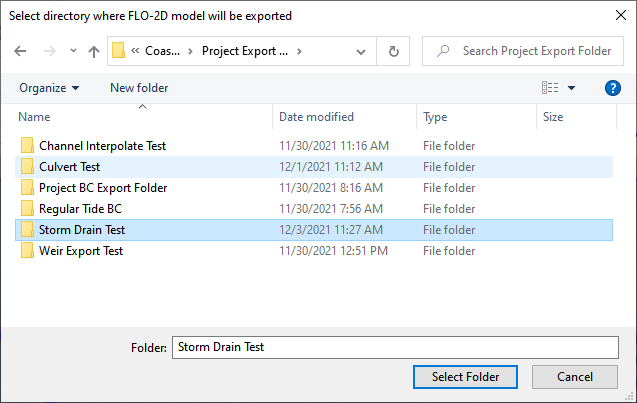 Select directory where FLO-2D model will be exported
« Coas... > Project Export ... >
Search Project Export Folder
Organize New folder ?
Name Date modified Type Size
Channel Interpolate Test 11/30/2021 11:16 AM File folder
Culvert Test 12/1/2021 11:12 AM File folder
Project BC Export Folder 11/30/2021 8:16 AM File folder
Regular Tide BC 11/30/2021 7:56 AM File folder
Storm Drain Test 12/3/2021 11:27 AM File folder
Weir Export Test 11/30/2021 12:51 PM File folder
Folder: Storm Drain Test
Select Folder Cancel